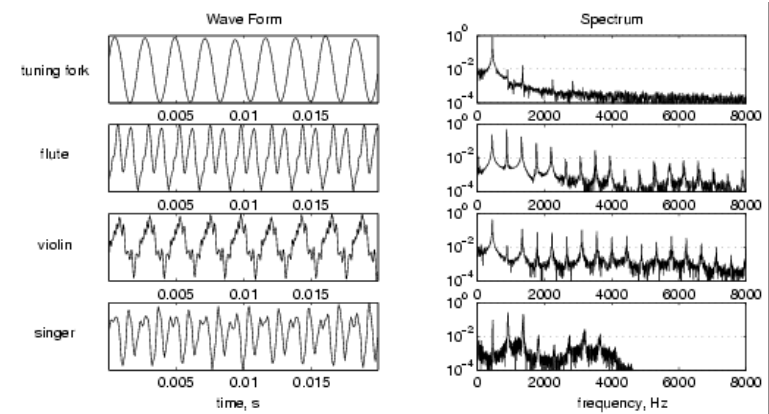 Wave Form Spectrum
tuning fork 10^0 10^-2 10^-4
0.005 0.01 0.015 0 2000 4000 6000 8000
flute 10^0 10^-2 10^-4
0.005 0.01 0.015 0 2000 4000 6000 8000
violin 10^0 10^-2 10^-4
0.005 0.01 0.015 0 2000 4000 6000 8000
singer 10^0 10^-2 10^-4
0.005 0.01 0.015 0 2000 4000 6000 8000
time, s frequency, Hz